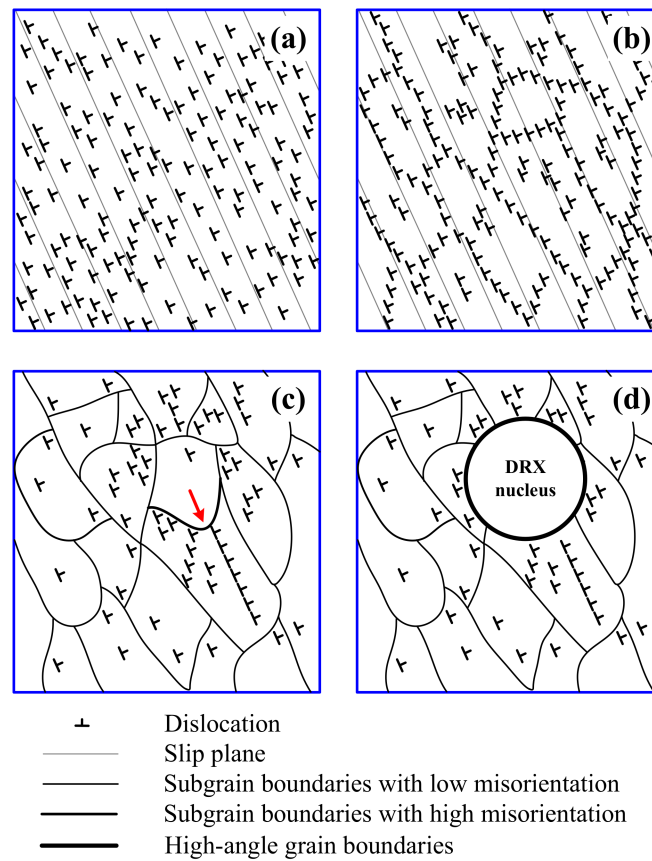 (a)
(b)
(c)
(d)
DRX
nucleus
Dislocation
Slip plane
Subgrain boundaries with low misorientation
Subgrain boundaries with high misorientation
High-angle grain boundaries